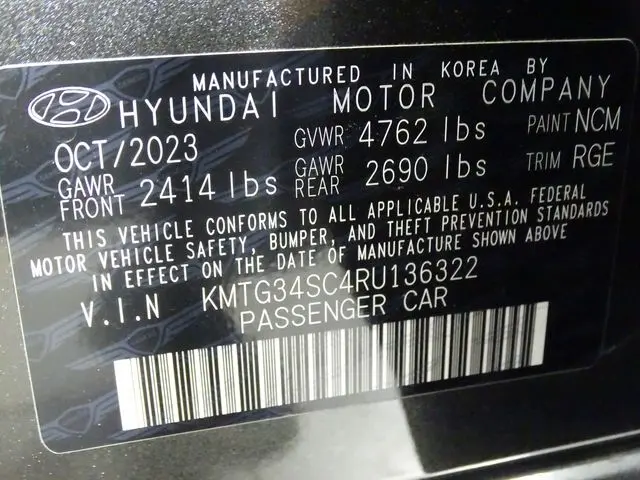 MANUFACTURED IN KOREA BY
HYUNDAI MOTOR COMPANY
OCT/2023 GVWR 4762 lbs PAINT NCM
GAWR FRONT 2414 lbs GAWR REAR 2690 lbs TRIM RGE
THIS VEHICLE CONFORMS TO ALL APPLICABLE U.S.A. FEDERAL
MOTOR VEHICLE SAFETY, BUMPER, AND THEFT PREVENTION STANDARDS
IN EFFECT ON THE DATE OF MANUFACTURE SHOWN ABOVE
V.I.N KMTG34SC4RU136322
PASSENGER CAR